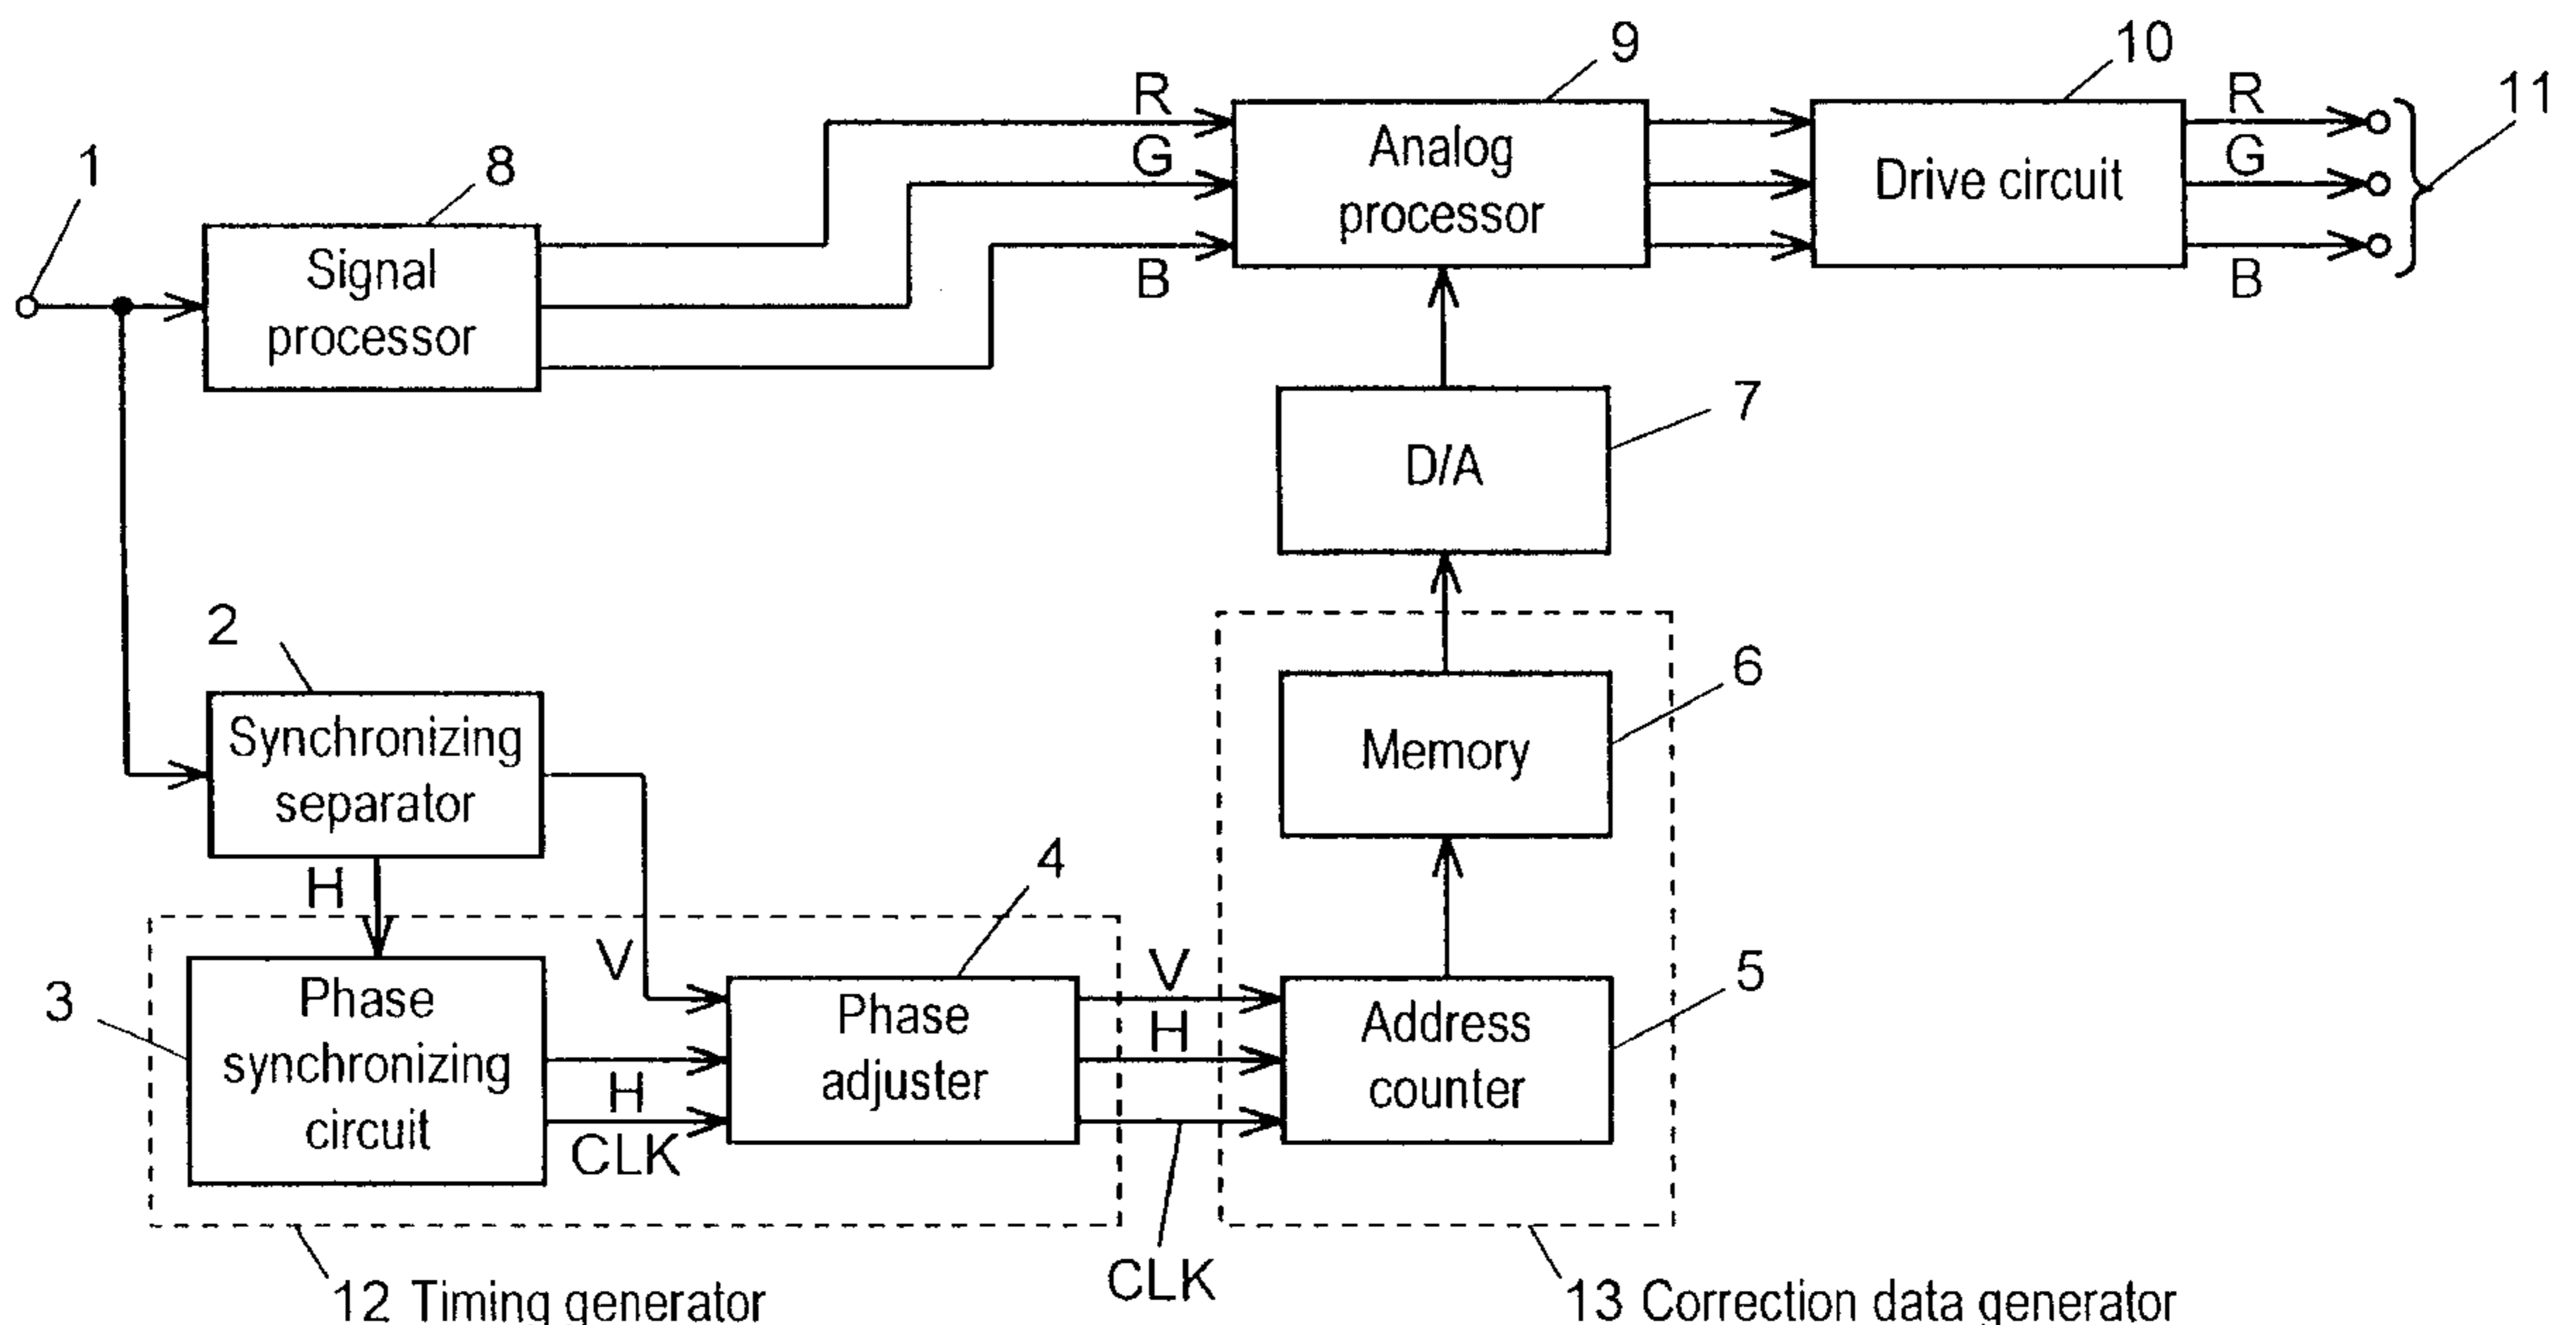 9
10
R
11
1
8
R
G
B
Analog
processor
Drive circuit
G
B
Signal
processor
7
D/A
2
6
Synchronizing
separator
Memory
H
4
V
3
Phase
synchronizing
circuit
H
CLK
Phase
adjuster
V
H
CLK
Address
counter
5
12 Timing generator
13 Correction data generator